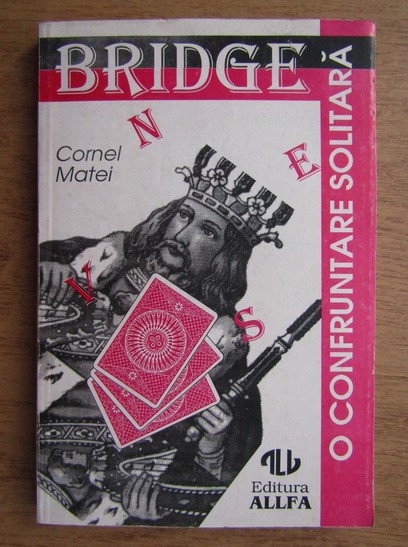 BRIDGE
Cornel
Matei
N
E
V
S
O CONFRUNTARE SOLITARĂ
ALL
Editura
ALLFA